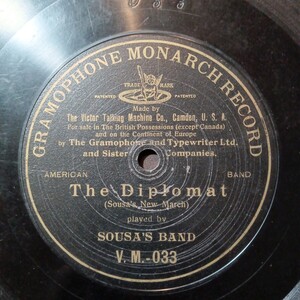 GRAMOPHONE MONARCH RECORD
TRADE MARK
PATENTED PATENTED
Made by
The Victor Talking Machine Co., Camden, U. S. A.
For sale in The British Possessions (except Canada)
and on the Continent of Europe
by The Gramophone and Typewriter Ltd.
and Sister Companies.
AMERICAN BAND
The Diplomat
(Sousa's New March)
played by
SOUSA'S BAND
V. M.-033